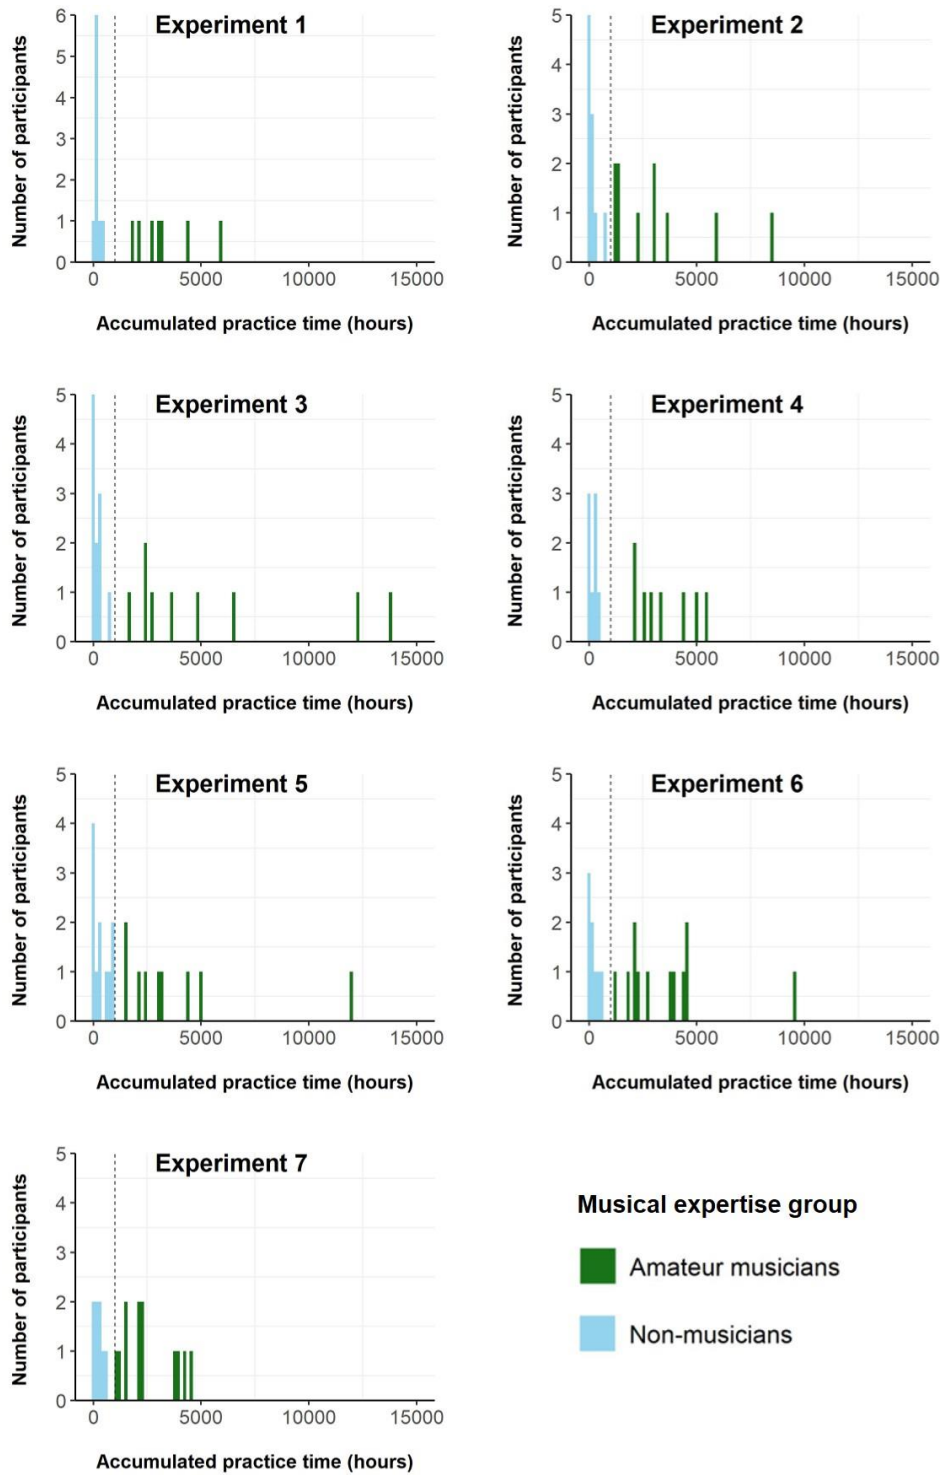 Experiment 1
Number of participants
6
5
4
3
2
1
0
0 5000 10000 15000
Accumulated practice time (hours)
Experiment 2
Number of participants
5
4
3
2
1
0
0 5000 10000 15000
Accumulated practice time (hours)
Experiment 3
Number of participants
5
4
3
2
1
0
0 5000 10000 15000
Accumulated practice time (hours)
Experiment 4
Number of participants
5
4
3
2
1
0
0 5000 10000 15000
Accumulated practice time (hours)
Experiment 5
Number of participants
5
4
3
2
1
0
0 5000 10000 15000
Accumulated practice time (hours)
Experiment 6
Number of participants
5
4
3
2
1
0
0 5000 10000 15000
Accumulated practice time (hours)
Experiment 7
Number of participants
5
4
3
2
1
0
0 5000 10000 15000
Accumulated practice time (hours)
Musical expertise group
Amateur musicians
Non-musicians